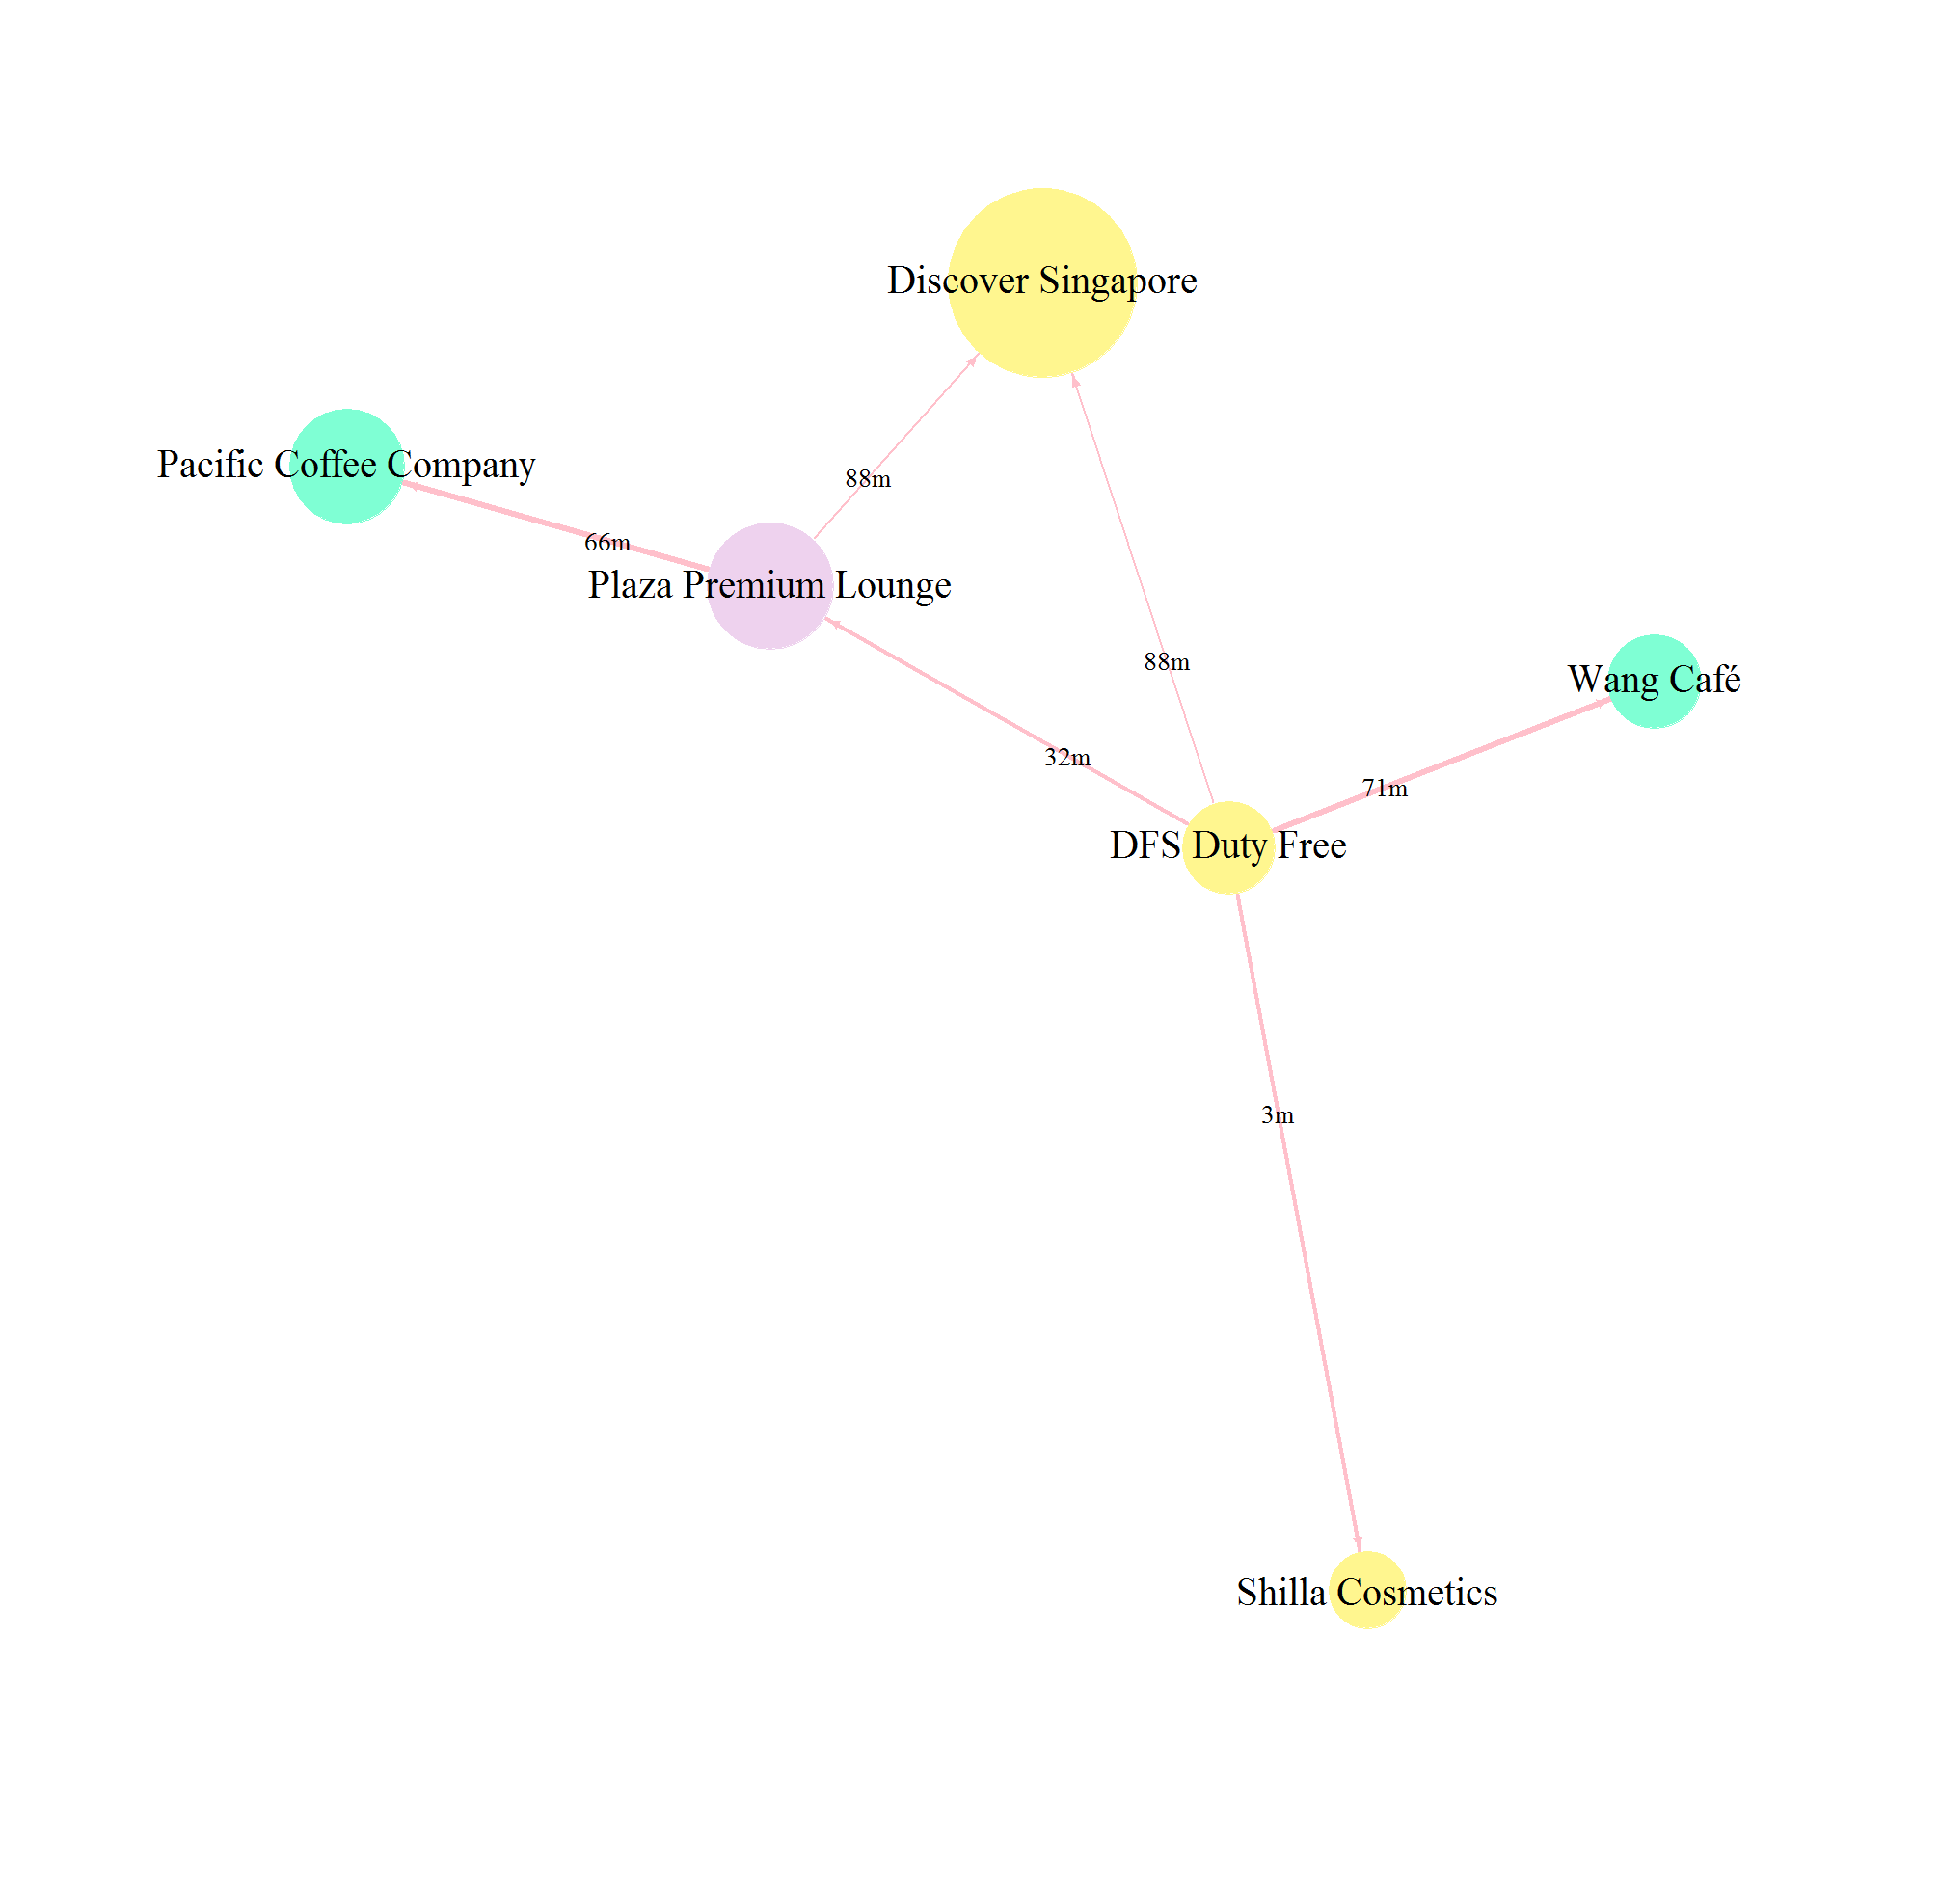 Discover Singapore
Pacific Coffee Company
88m
66m
Plaza Premium Lounge
88m
Wang Café
32m
71m
DFS Duty Free
3m
Shilla Cosmetics